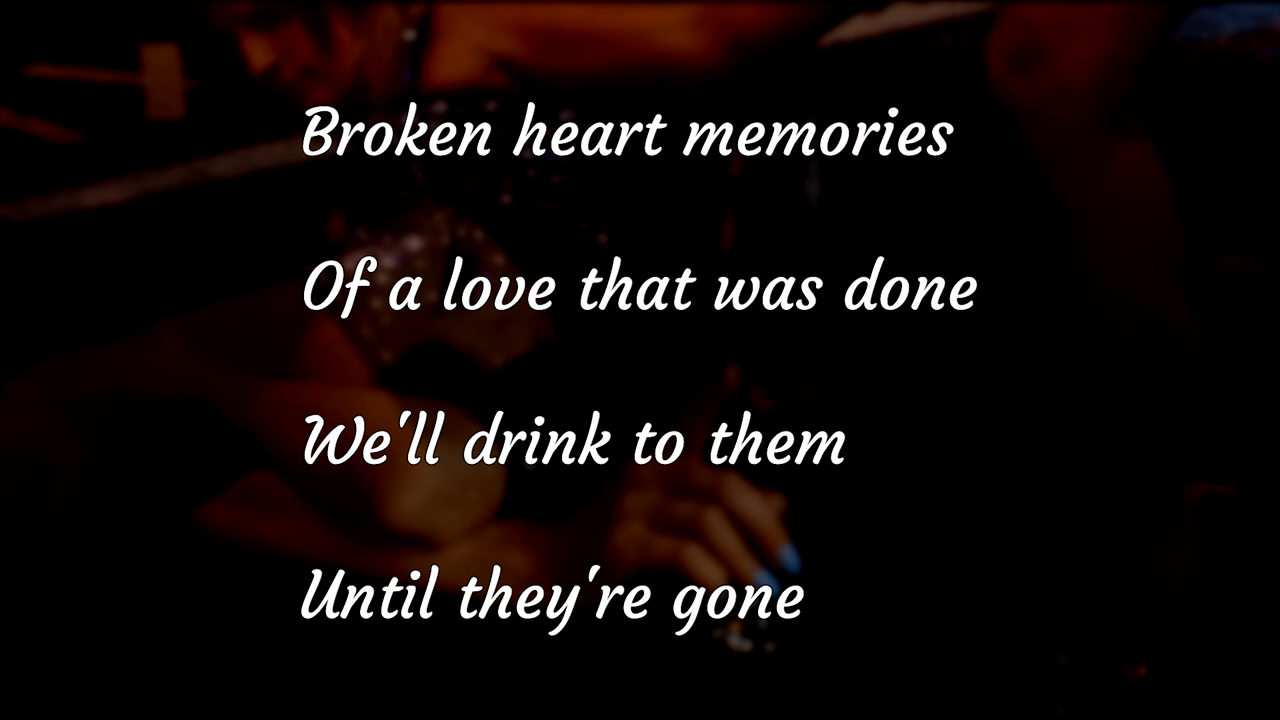 Broken heart memories
Of a love that was done
We'll drink to them
Until they're gone